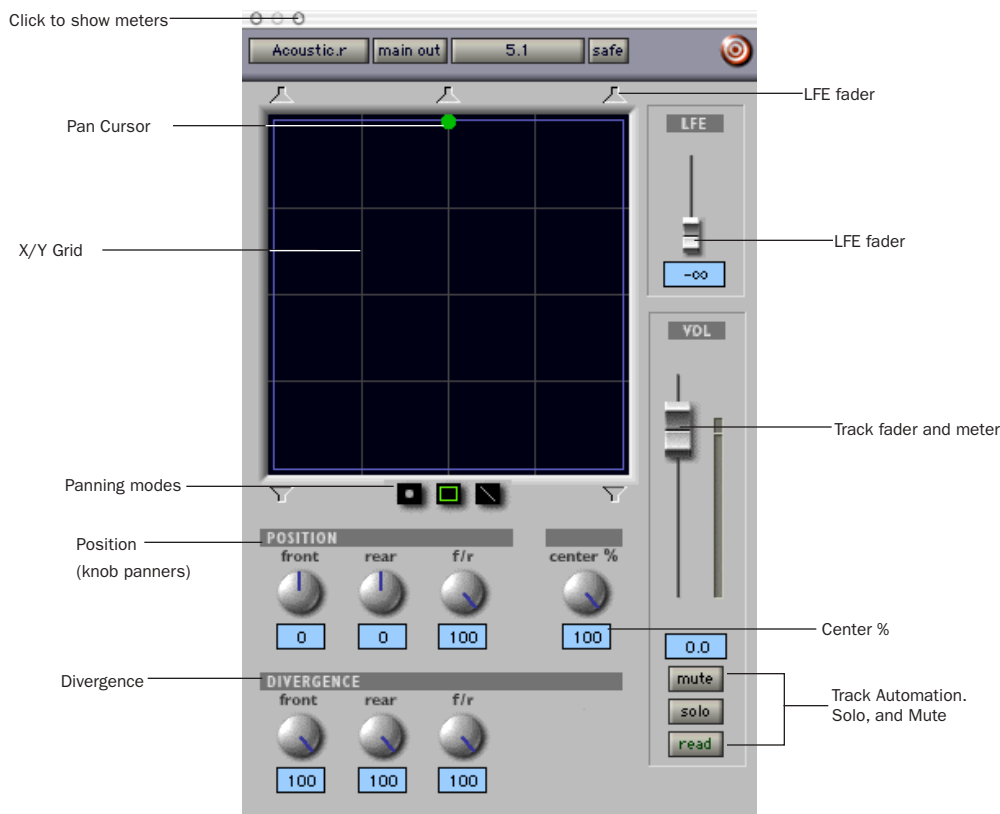 Click to show meters
Acoustic.r
main out
5.1
safe
LFE fader
Pan Cursor
LFE
X/Y Grid
LFE fader
-∞
VOL
Track fader and meter
Panning modes
Position
(knob panners)
POSITION
front
rear
f/r
center %
0
0
100
100
Center %
0.0
Divergence
DIVERGENCE
front
rear
f/r
100
100
100
mute
solo
read
Track Automation.
Solo, and Mute